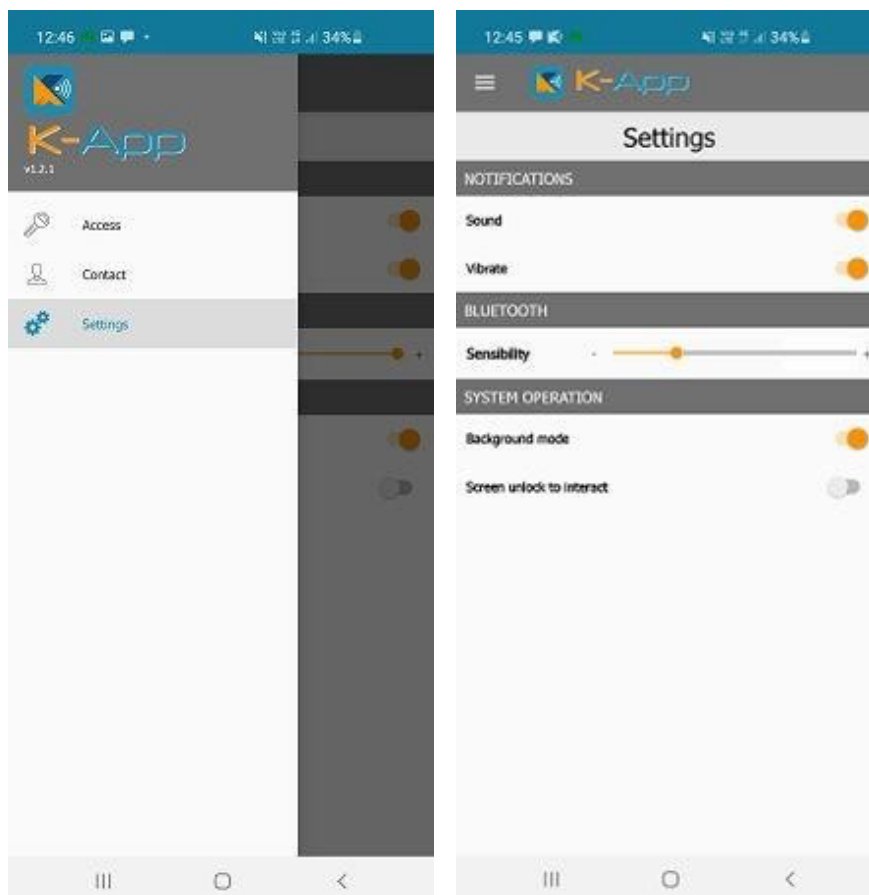 12:46
34%
K-App
v1.2.1
Access
Contact
Settings
+
12:45
34%
K-App
Settings
NOTIFICATIONS
Sound
Vibrate
BLUETOOTH
Sensibility - +
SYSTEM OPERATION
Background mode
Screen unlock to interact